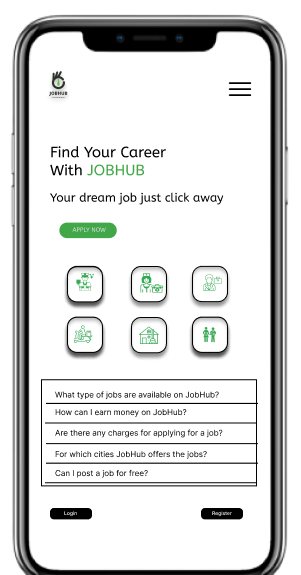 JOBHUB
Find Your Career
With JOBHUB
Your dream job just click away
APPLY NOW
What type of jobs are available on JobHub?
How can I earn money on JobHub?
Are there any charges for applying for a job?
For which cities JobHub offers the jobs?
Can I post a job for free?
Login
Register